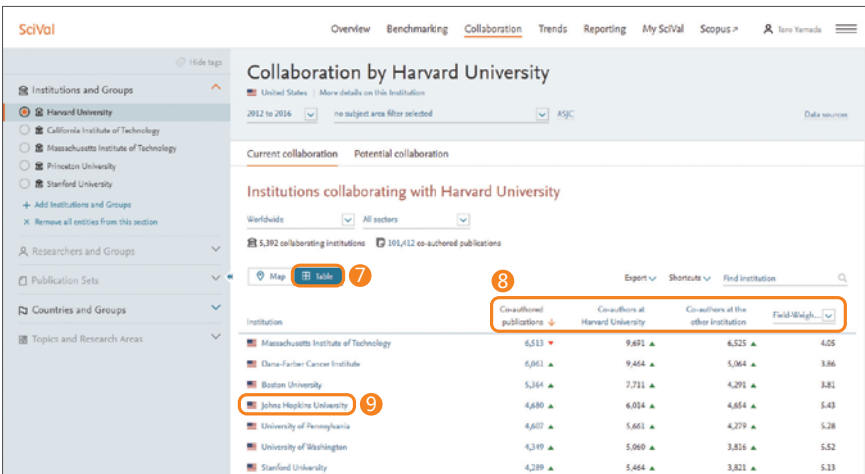 SciVal
Overview Benchmarking Collaboration Trends Reporting My SciVal Scopus Taro Yamada
Hide tags
Institutions and Groups
Harvard University
California Institute of Technology
Massachusetts Institute of Technology
Princeton University
Stanford University
+ Add Institutions and Groups
× Remove all entities from this section
Researchers and Groups
Publication Sets
Countries and Groups
Topics and Research Areas
Collaboration by Harvard University
United States | More details on this Institution
2012 to 2016 no subject area filter selected ASJC Data sources
Current collaboration Potential collaboration
Institutions collaborating with Harvard University
Worldwide All sectors
5,392 collaborating institutions 101,412 co-authored publications
Map Table 7
8
Export Shortcuts Find institution
Institution Co-authored publications Co-authors at Harvard University Co-authors at the other institution Field-Weigh...
Massachusetts Institute of Technology 6,513 9,691 6,525 4.05
Dana-Farber Cancer Institute 6,061 9,464 5,064 3.86
Boston University 5,364 7,711 4,291 3.81
Johns Hopkins University 9 4,680 6,014 4,654 5.43
University of Pennsylvania 4,607 5,661 4,279 5.28
University of Washington 4,349 5,060 3,816 5.52
Stanford University 4,289 5,464 3,821 5.13